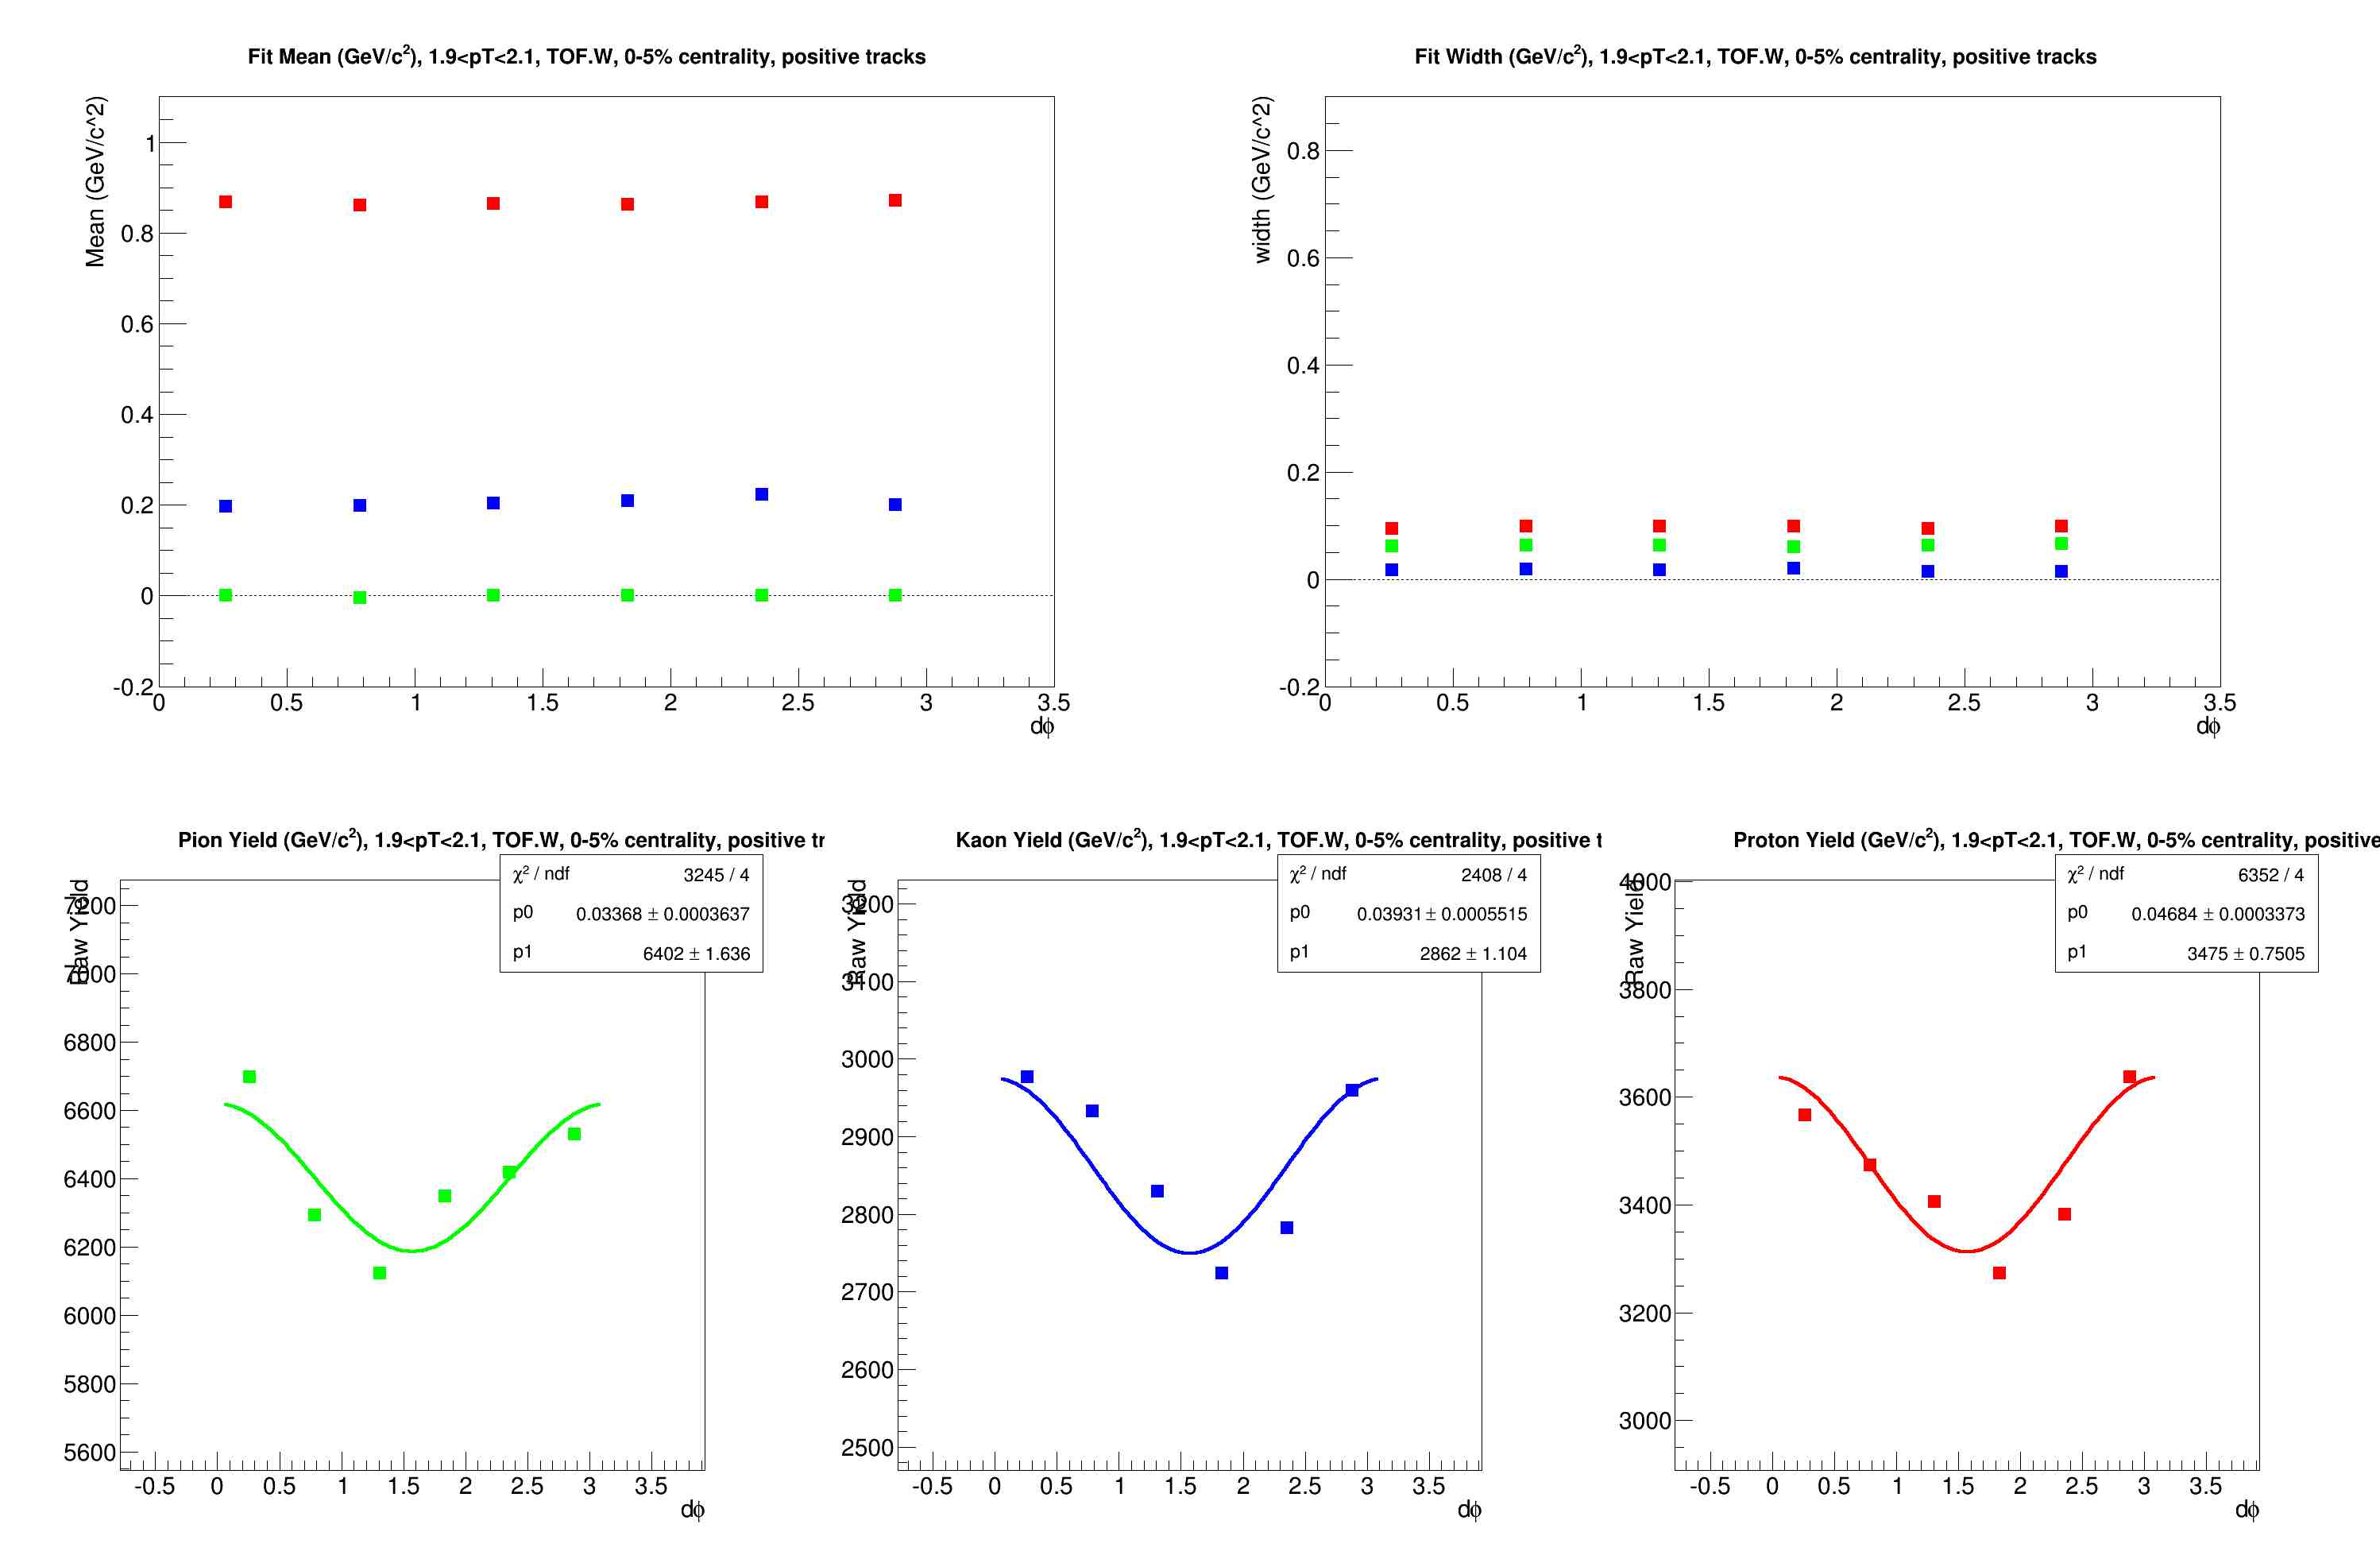 Fit Mean (GeV/c²), 1.9<pT<2.1, TOF.W, 0-5% centrality, positive tracks
Mean (GeV/c^2)
1
0.8
0.6
0.4
0.2
0
-0.2
0 0.5 1 1.5 2 2.5 3 3.5
dϕ
Fit Width (GeV/c²), 1.9<pT<2.1, TOF.W, 0-5% centrality, positive tracks
width (GeV/c^2)
0.8
0.6
0.4
0.2
0
-0.2
0 0.5 1 1.5 2 2.5 3 3.5
dϕ
Pion Yield (GeV/c²), 1.9<pT<2.1, TOF.W, 0-5% centrality, positive tr
χ² / ndf 3245 / 4
p0 0.03368 ± 0.0003637
p1 6402 ± 1.636
Raw Yield
7200
7000
6800
6600
6400
6200
6000
5800
5600
-0.5 0 0.5 1 1.5 2 2.5 3 3.5
dϕ
Kaon Yield (GeV/c²), 1.9<pT<2.1, TOF.W, 0-5% centrality, positive t
χ² / ndf 2408 / 4
p0 0.03931 ± 0.0005515
p1 2862 ± 1.104
Raw Yield
3200
3100
3000
2900
2800
2700
2600
2500
-0.5 0 0.5 1 1.5 2 2.5 3 3.5
dϕ
Proton Yield (GeV/c²), 1.9<pT<2.1, TOF.W, 0-5% centrality, positive
χ² / ndf 6352 / 4
p0 0.04684 ± 0.0003373
p1 3475 ± 0.7505
Raw Yield
4000
3800
3600
3400
3200
3000
-0.5 0 0.5 1 1.5 2 2.5 3 3.5
dϕ